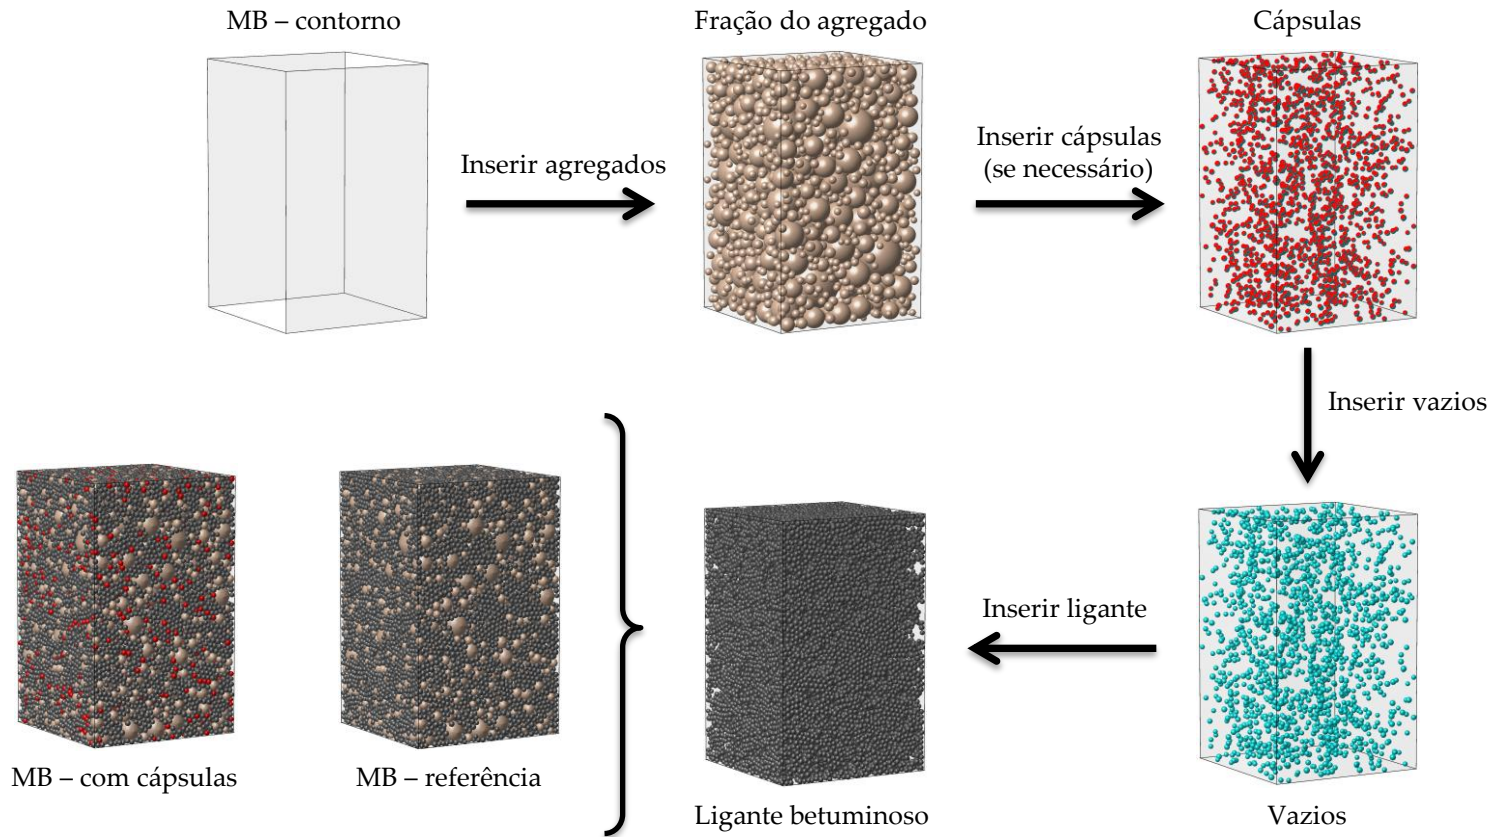 MB – contorno
Fração do agregado
Cápsulas
Inserir agregados
Inserir cápsulas
(se necessário)
Inserir vazios
Inserir ligante
MB – com cápsulas
MB – referência
Ligante betuminoso
Vazios